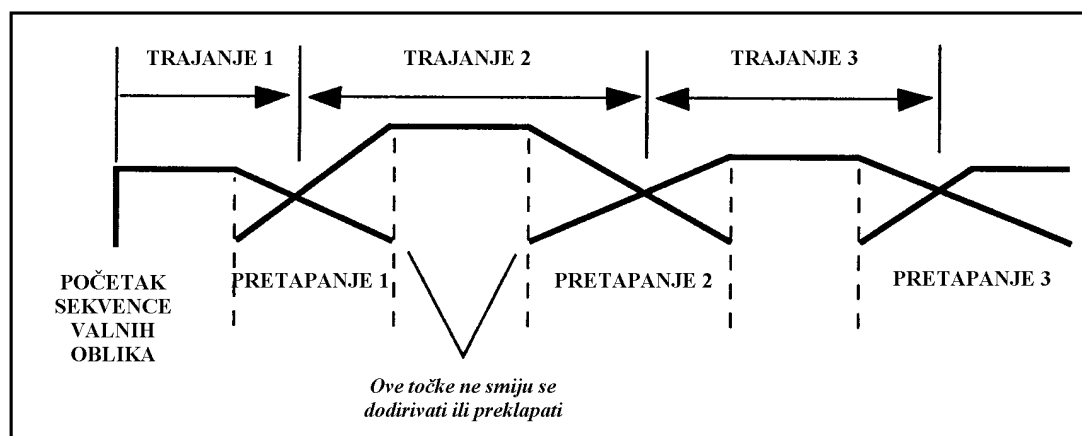 TRAJANJE 1
TRAJANJE 2
TRAJANJE 3
POČETAK
SEKVENCE
VALNIH
OBLIKA
PRETAPANJE 1
PRETAPANJE 2
PRETAPANJE 3
Ove točke ne smiju se
dodirivati ili preklapati